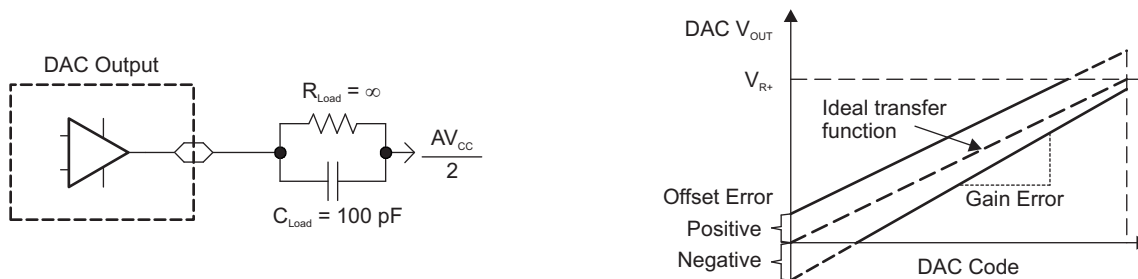 DAC Output
R_Load = ∞
C_Load = 100 pF
AV_CC
2
DAC V_OUT
V_R+
Ideal transfer
function
Offset Error
Positive
Negative
Gain Error
DAC Code